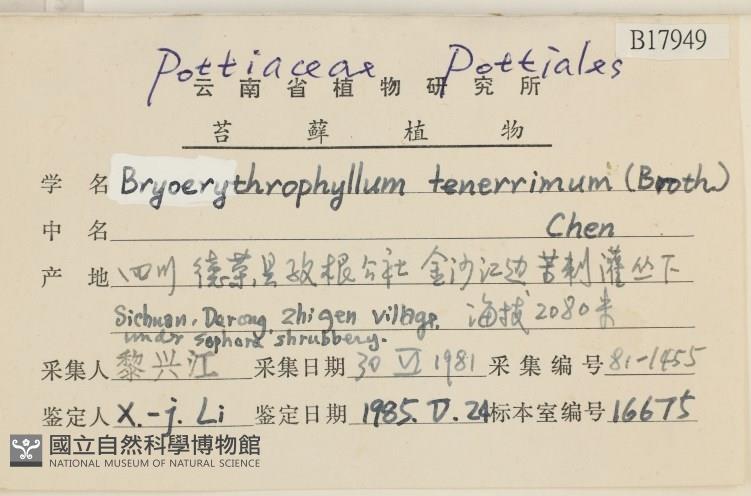 B17949
Pottiaceae Pottiales
云南省植物研究所
苔藓植物
学名 Bryoerythrophyllum tenerrimum (Broth.)
中名 Chen
产地 四川 德荣县 根公社 金沙江边 苦刺灌丛下
Sichuan, Derong, Zhigen village, 海拔2080米
under sophora shrubbery.
采集人 黎兴江 采集日期 30 VI 1981 采集编号 81-1455
鉴定人 X.-j. Li 鉴定日期 1985. 24 标本室编号 16675
國立自然科學博物館
NATIONAL MUSEUM OF NATURAL SCIENCE